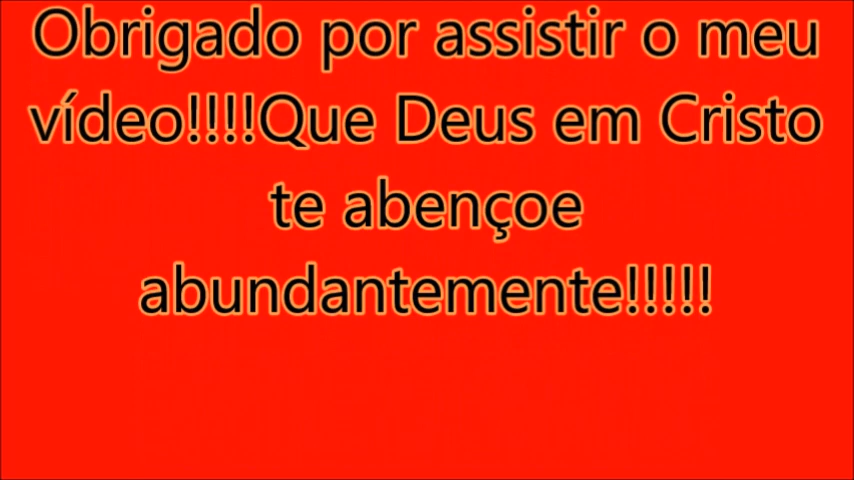 Obrigado por assistir o meu
vídeo!!!!Que Deus em Cristo
te abençoe
abundantemente!!!!!